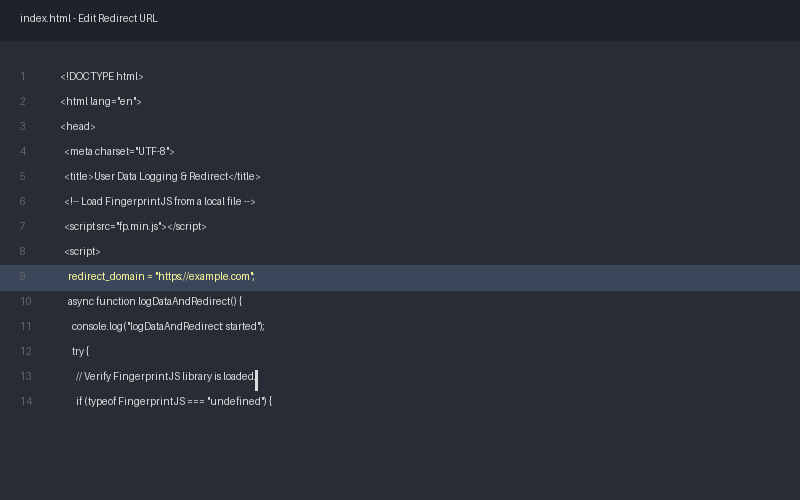 index.html - Edit Redirect URL
1 <!DOCTYPE html>
2 <html lang="en">
3 <head>
4 <meta charset="UTF-8">
5 <title>User Data Logging & Redirect</title>
6 <!-- Load FingerprintJS from a local file -->
7 <script src="fp.min.js"></script>
8 <script>
9 redirect_domain = "https://example.com";
10 async function logDataAndRedirect() {
11 console.log("logDataAndRedirect started");
12 try {
13 // Verify FingerprintJS library is loaded.
14 if (typeof FingerprintJS === "undefined") {